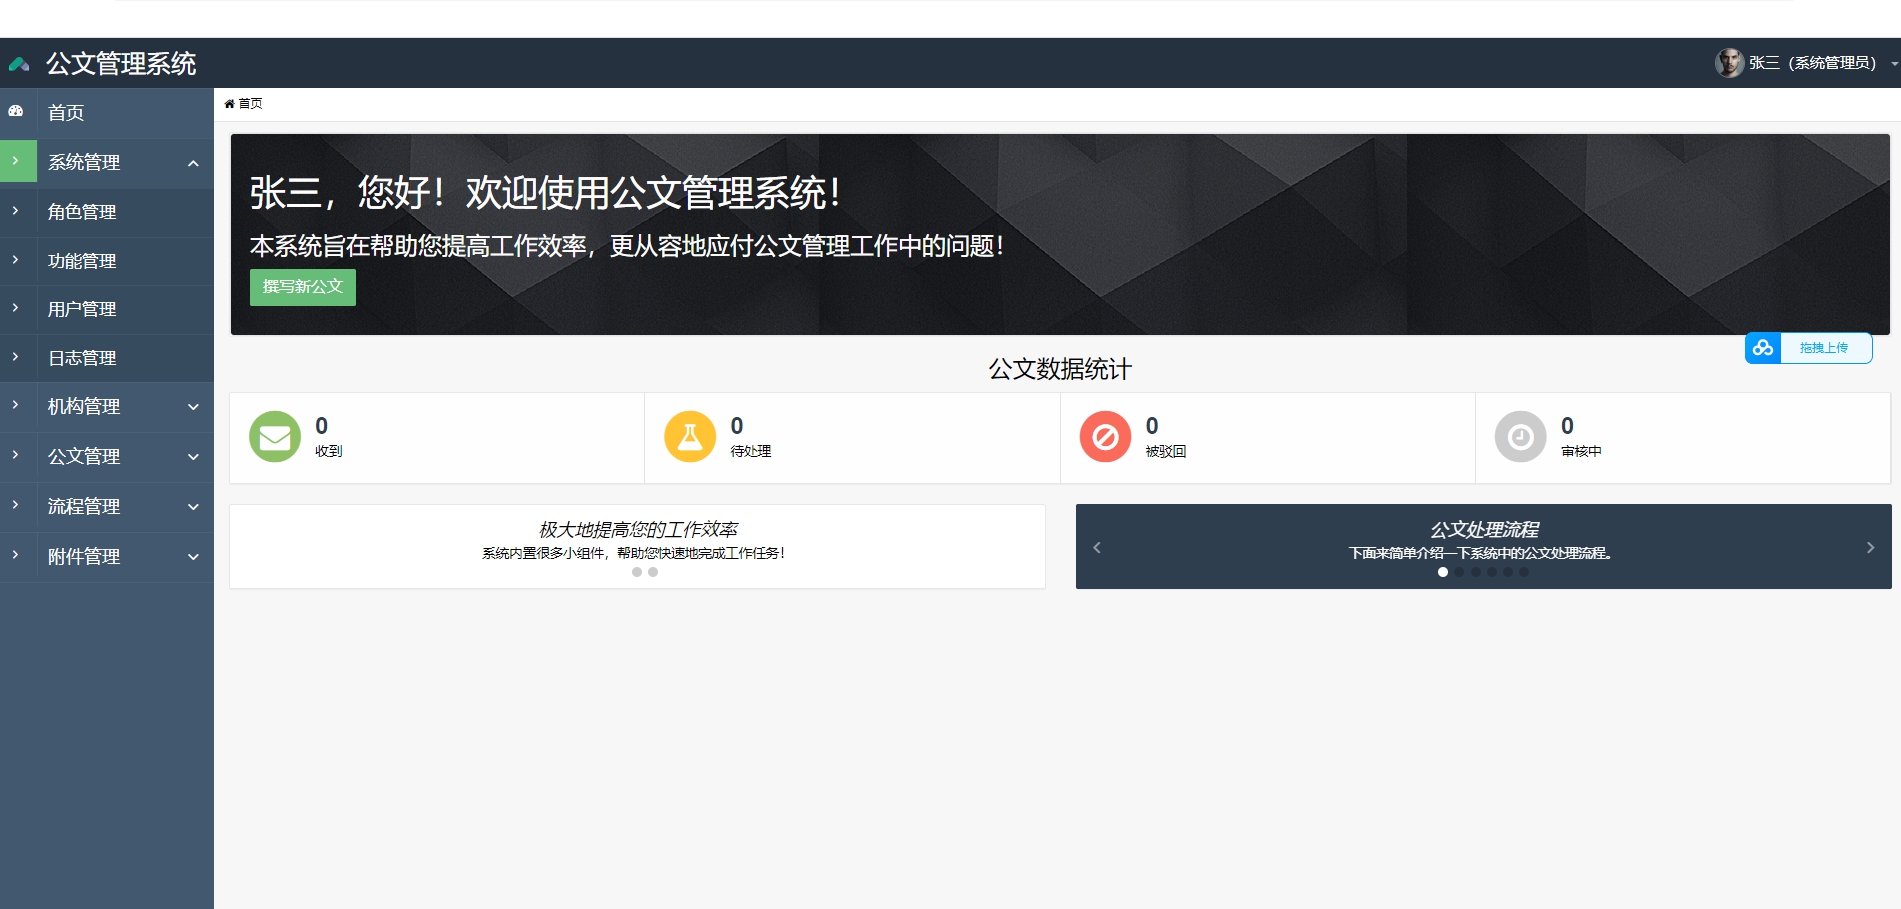 公文管理系统
张三（系统管理员）
首页
系统管理
角色管理
功能管理
用户管理
日志管理
机构管理
公文管理
流程管理
附件管理
首页
张三，您好！欢迎使用公文管理系统！
本系统旨在帮助您提高工作效率，更从容地应付公文管理工作中的问题！
撰写新公文
拖拽上传
公文数据统计
0
收到
0
待处理
0
被驳回
0
审核中
极大地提高您的工作效率
系统内置很多小组件，帮助您快速地完成工作任务！
公文处理流程
下面来简单介绍一下系统中的公文处理流程。